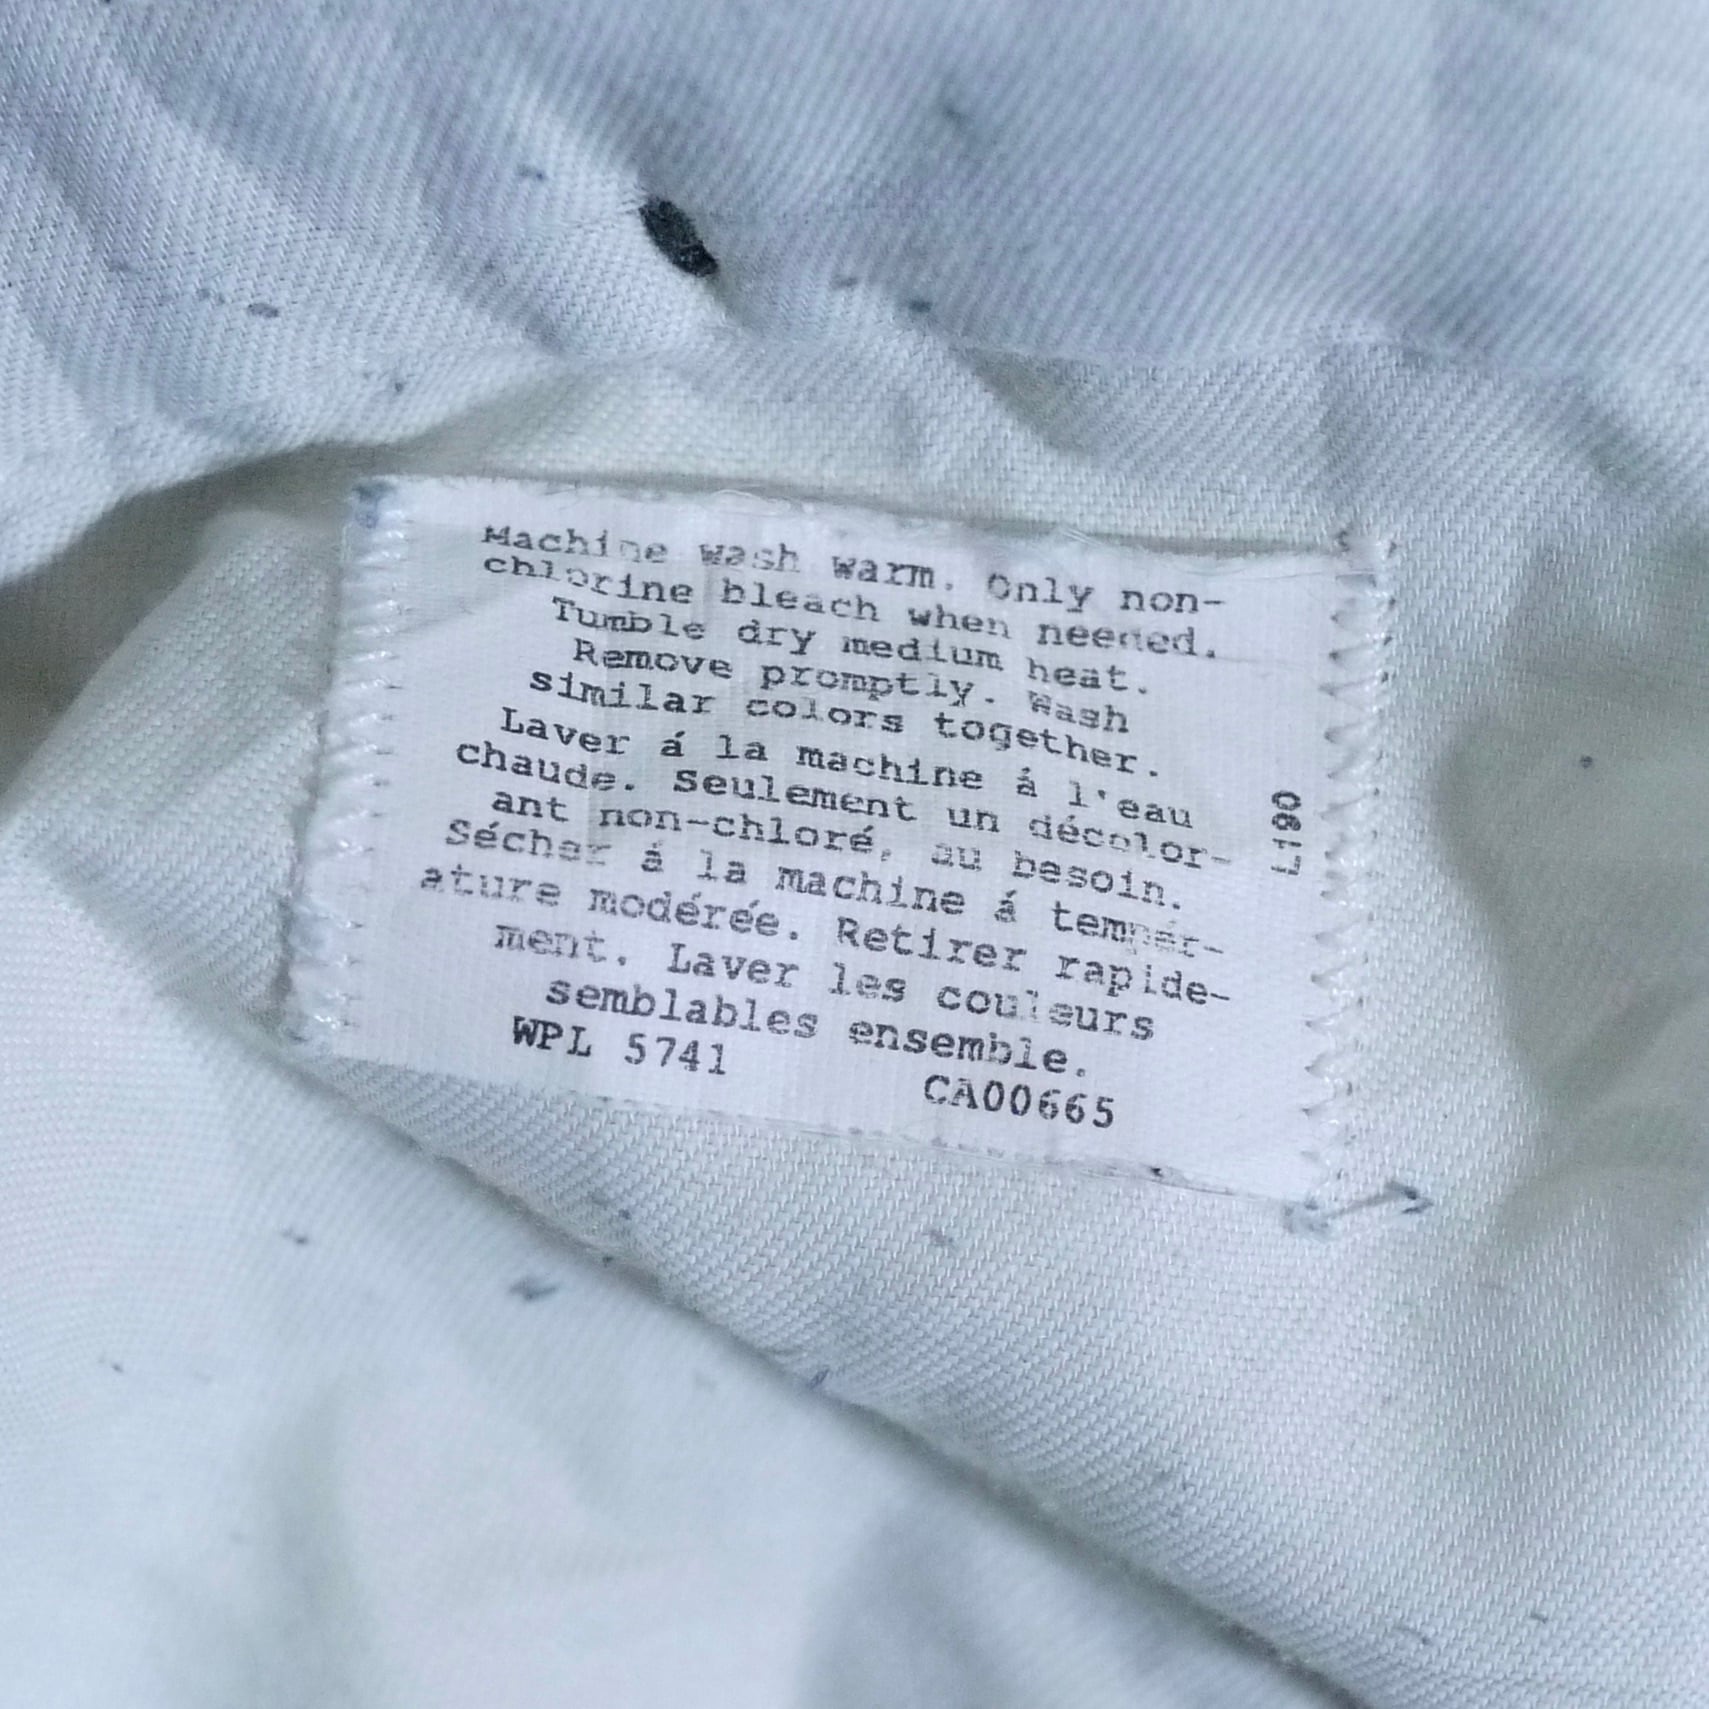 Machine wash warm. Only non-
chlorine bleach when needed.
Tumble dry medium heat.
Remove promptly. Wash
similar colors together.
Laver á la machine á l'eau
chaude. Seulement un décolor-
ant non-chloré, au besoin.
Sécher á la machine á tempér-
ature modérée. Retirer rapide-
ment. Laver les couleurs
semblables ensemble.
WPL 5741 CA00665
L180